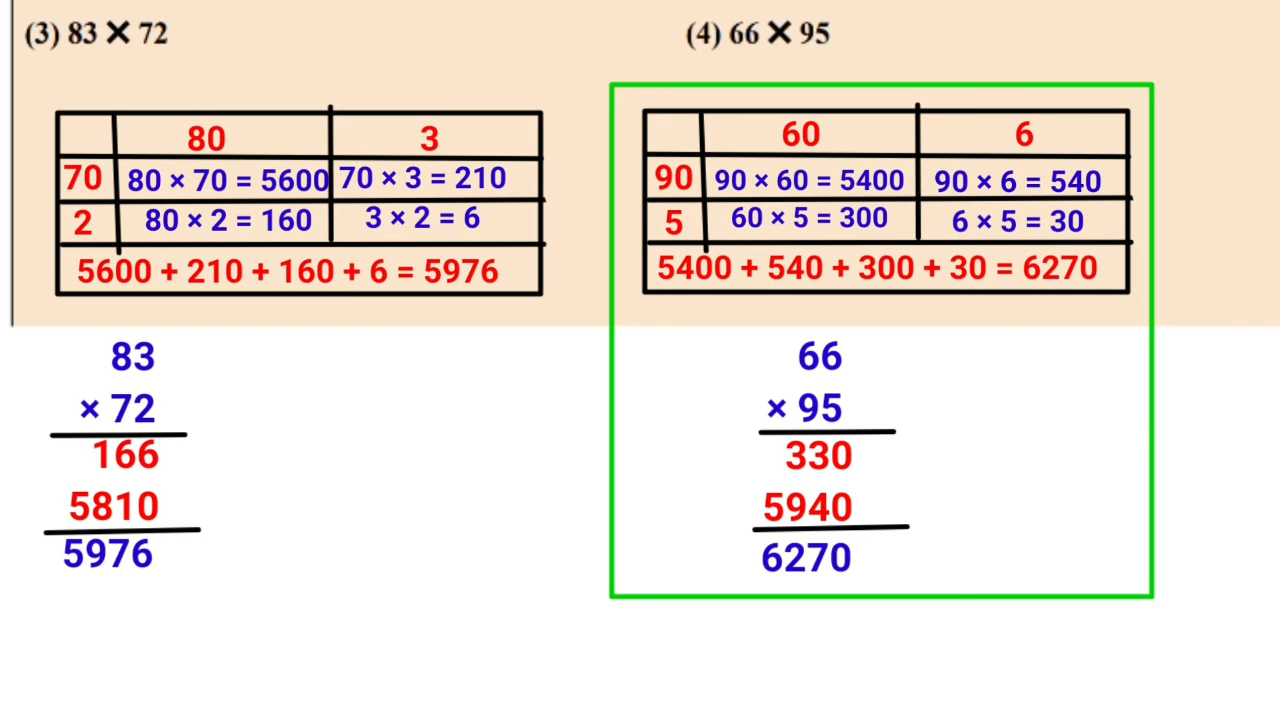 (3) 83 × 72
80 3
70 80 × 70 = 5600 70 × 3 = 210
2 80 × 2 = 160 3 × 2 = 6
5600 + 210 + 160 + 6 = 5976
83
× 72
166
5810
5976
(4) 66 × 95
60 6
90 90 × 60 = 5400 90 × 6 = 540
5 60 × 5 = 300 6 × 5 = 30
5400 + 540 + 300 + 30 = 6270
66
× 95
330
5940
6270